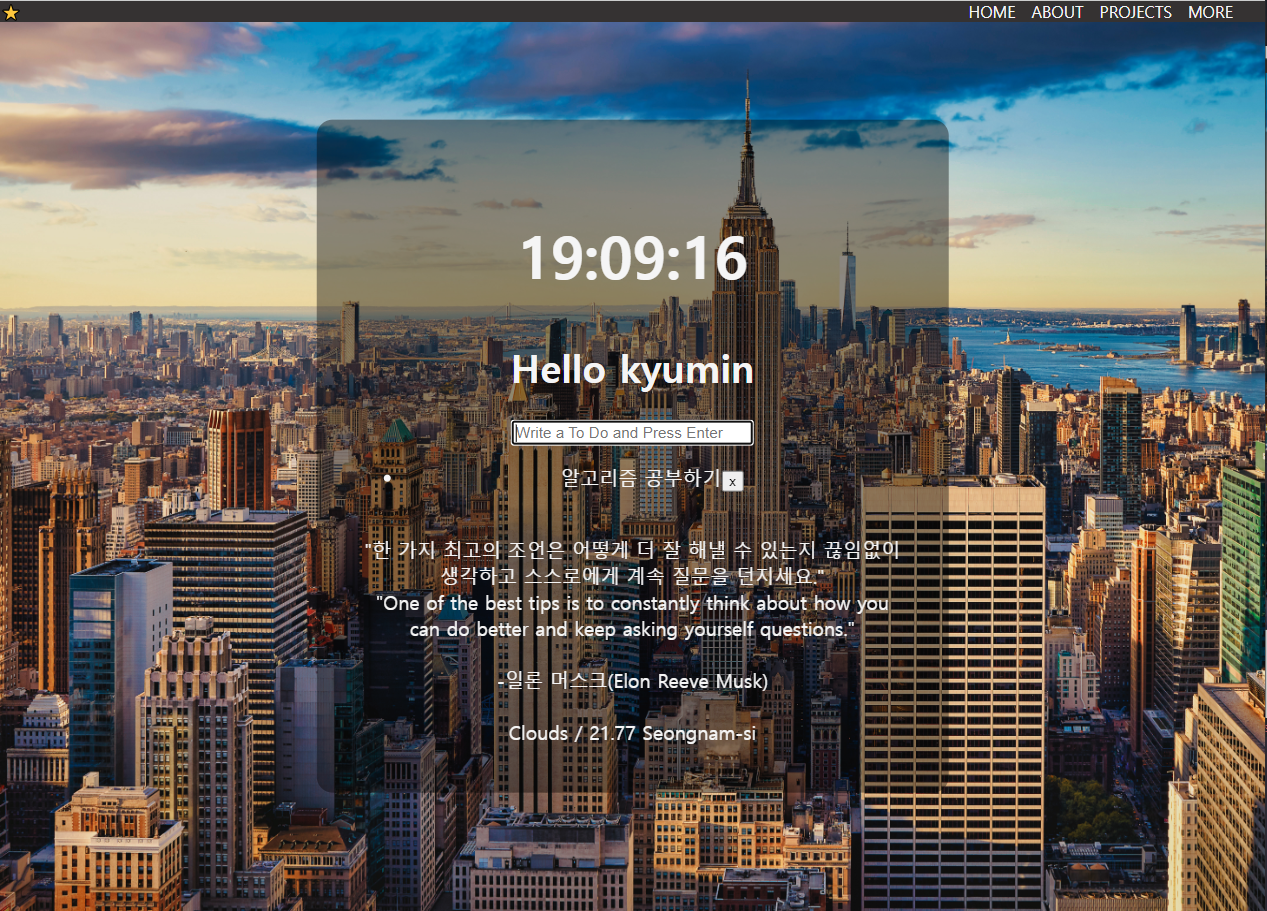 HOME ABOUT PROJECTS MORE
19:09:16
Hello kyumin
Write a To Do and Press Enter
알고리즘 공부하기 x
"한 가지 최고의 조언은 어떻게 더 잘 해낼 수 있는지 끊임없이
생각하고 스스로에게 계속 질문을 던지세요."
"One of the best tips is to constantly think about how you
can do better and keep asking yourself questions."
-일론 머스크(Elon Reeve Musk)
Clouds / 21.77 Seongnam-si